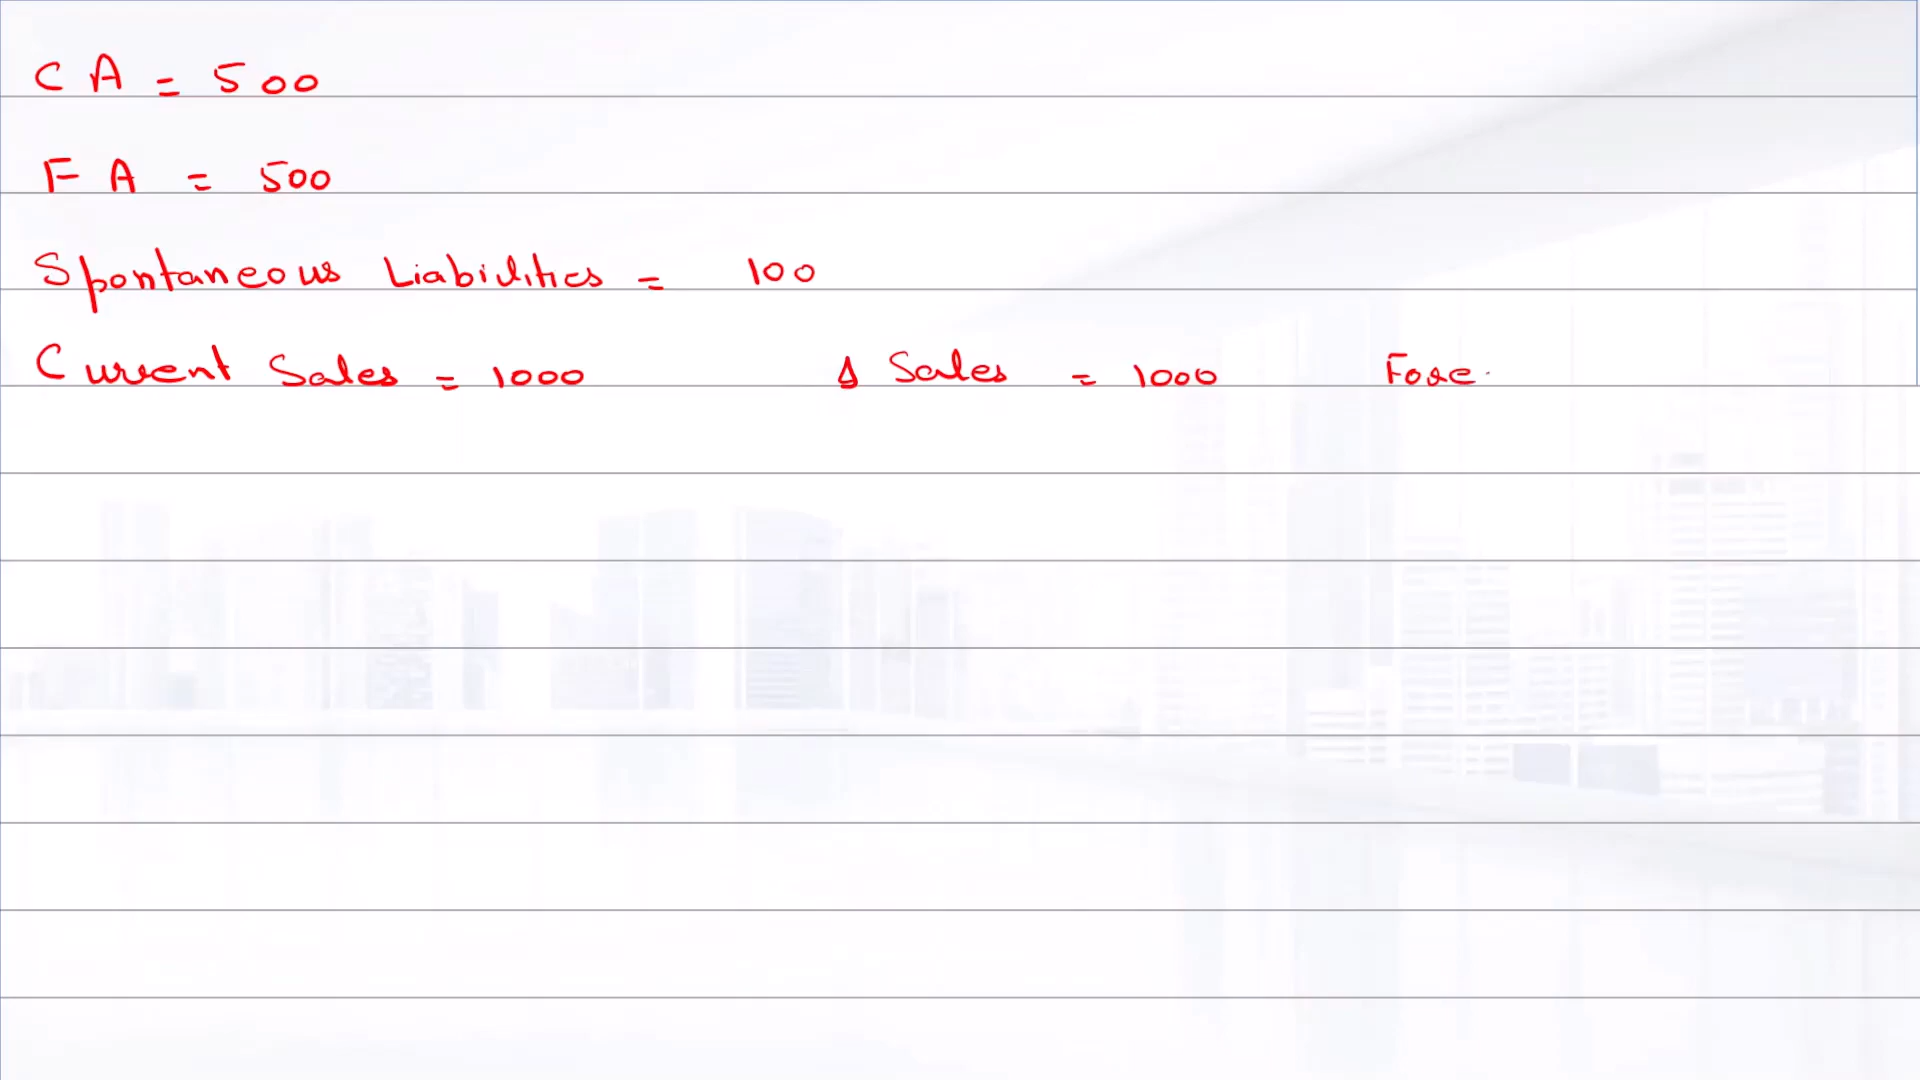 CA = 500
FA = 500
Spontaneous Liabilities = 100
Current Sales = 1000 Δ Sales = 1000 Fore